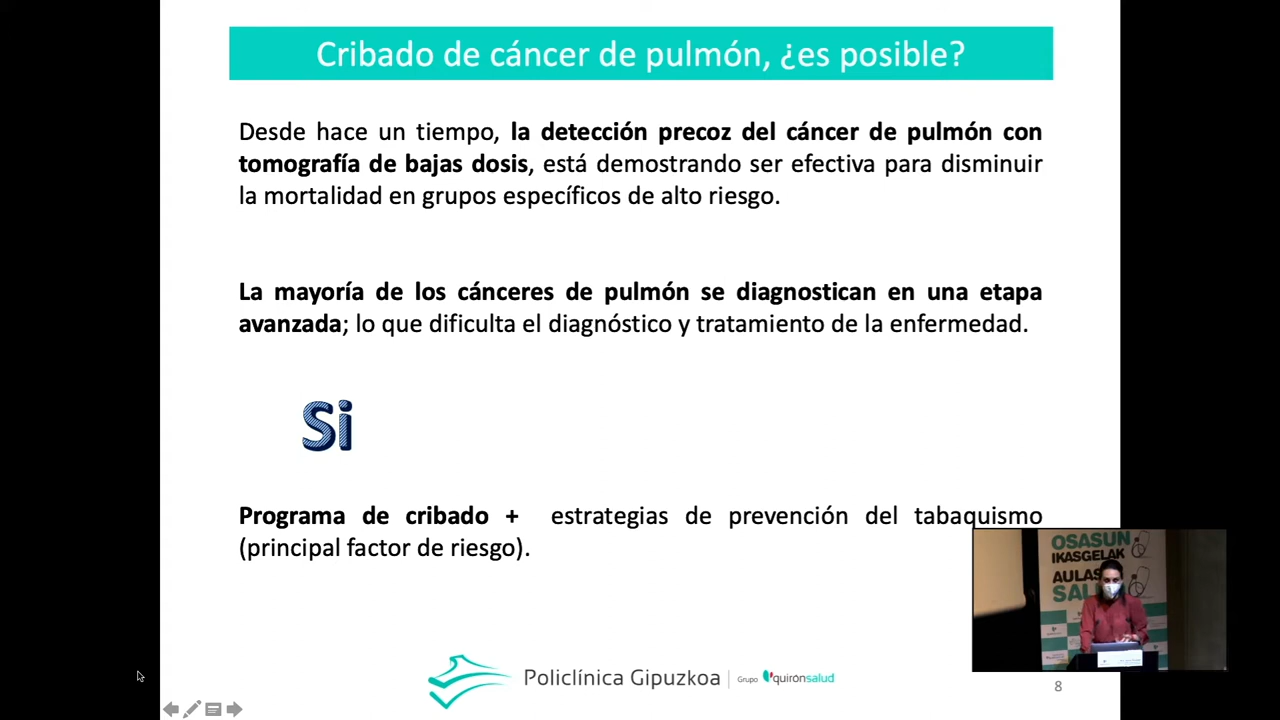 Cribado de cáncer de pulmón, ¿es posible?
Desde hace un tiempo, la detección precoz del cáncer de pulmón con
tomografía de bajas dosis, está demostrando ser efectiva para disminuir
la mortalidad en grupos específicos de alto riesgo.
La mayoría de los cánceres de pulmón se diagnostican en una etapa
avanzada; lo que dificulta el diagnóstico y tratamiento de la enfermedad.
Si
Programa de cribado + estrategias de prevención del tabaquismo
(principal factor de riesgo).
OSASUN
IKASGELAK
AULAS
Policlínica Gipuzkoa
Grupo quirónsalud
8